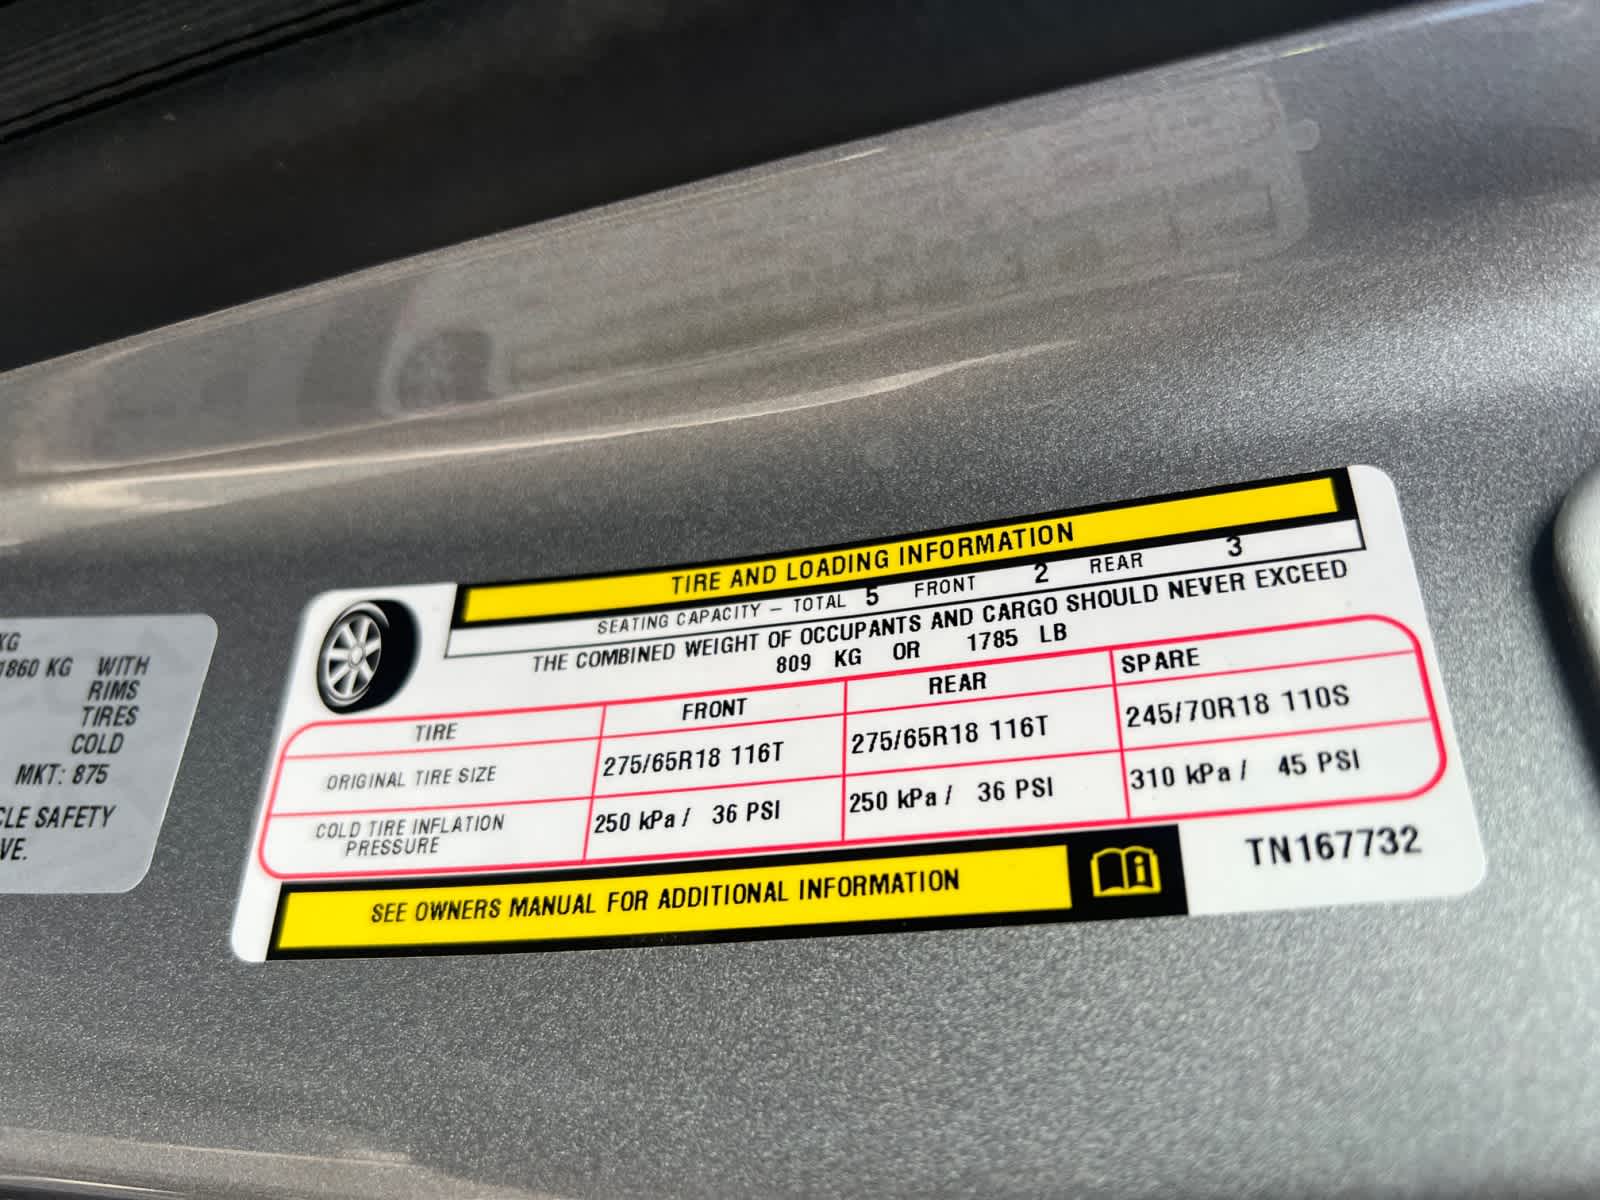 KG
1860 KG WITH
RIMS
TIRES
COLD
MKT: 875
CLE SAFETY
VE.
TIRE AND LOADING INFORMATION
SEATING CAPACITY – TOTAL 5 FRONT 2 REAR 3
THE COMBINED WEIGHT OF OCCUPANTS AND CARGO SHOULD NEVER EXCEED
809 KG OR 1785 LB
TIRE FRONT REAR SPARE
ORIGINAL TIRE SIZE 275/65R18 116T 275/65R18 116T 245/70R18 110S
COLD TIRE INFLATION
PRESSURE 250 kPa / 36 PSI 250 kPa / 36 PSI 310 kPa / 45 PSI
SEE OWNERS MANUAL FOR ADDITIONAL INFORMATION
TN167732